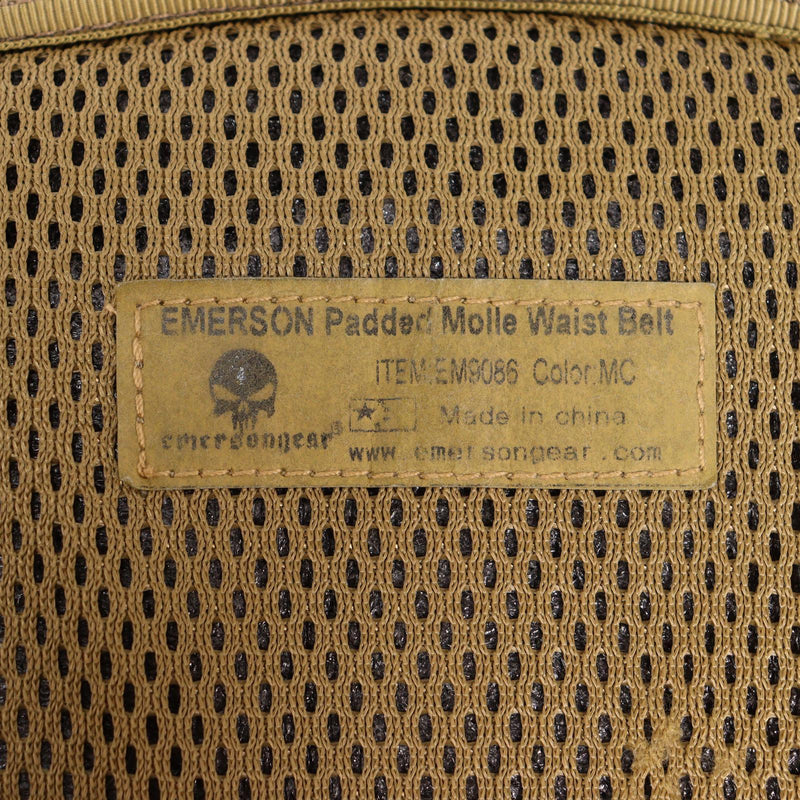 EMERSON Padded Molle Waist Belt
ITEM:EM9086 Color:MC
Made in china
emersongear®
www.emersongear.com